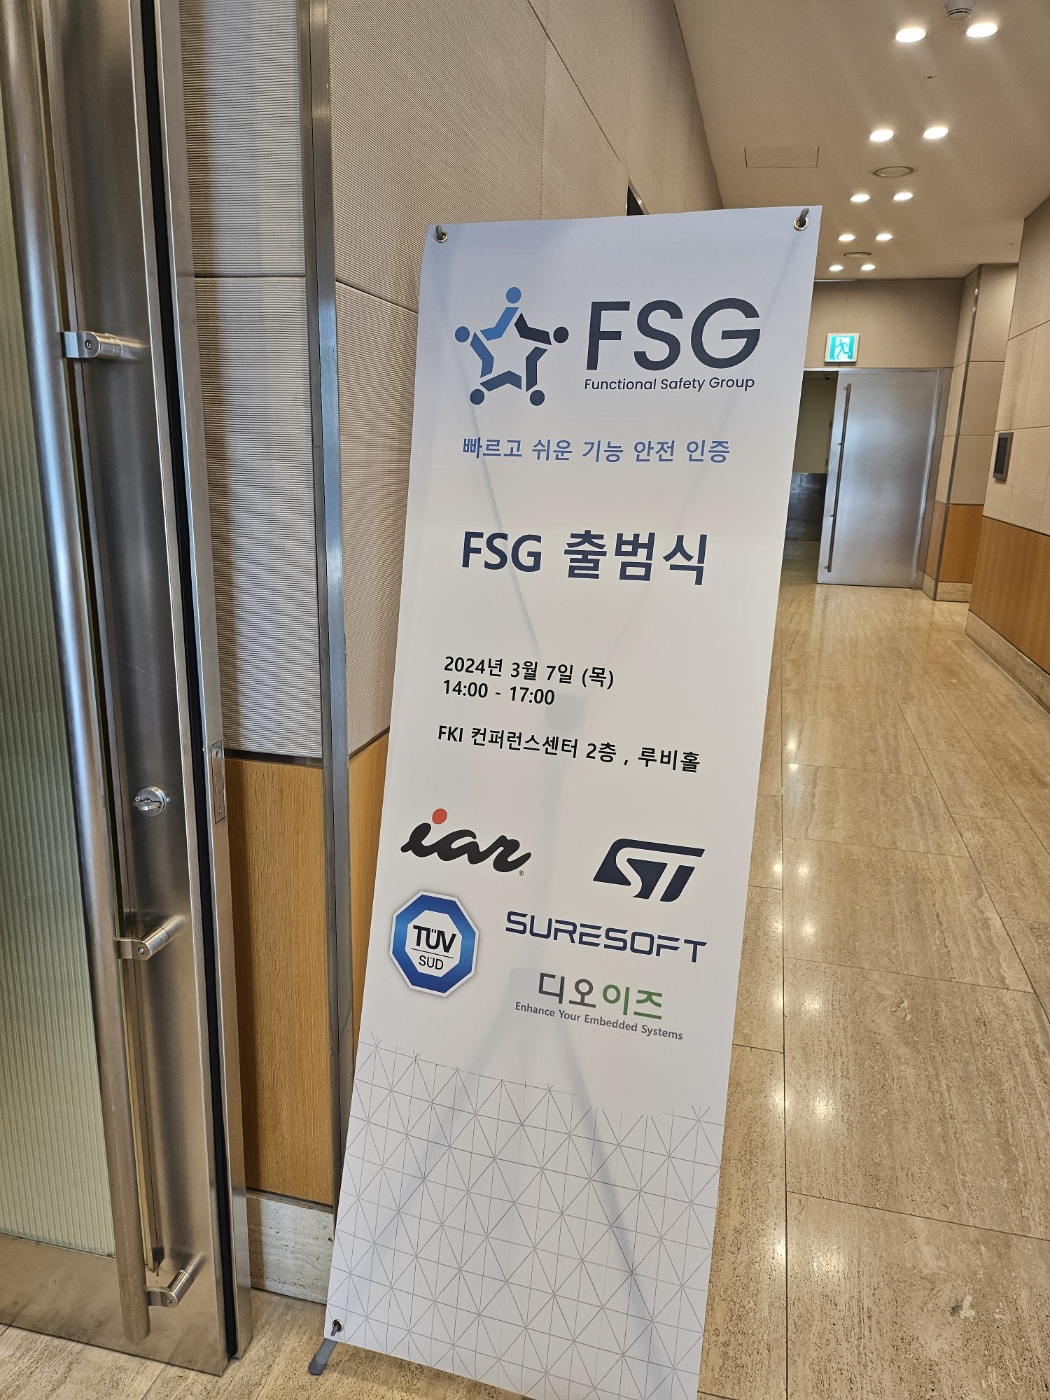 FSG
Functional Safety Group
빠르고 쉬운 기능 안전 인증
FSG 출범식
2024년 3월 7일 (목)
14:00 - 17:00
FKI 컨퍼런스센터 2층 , 루비홀
iar®
ST
TÜV
SÜD
SURESOFT
디오이즈
Enhance Your Embedded Systems